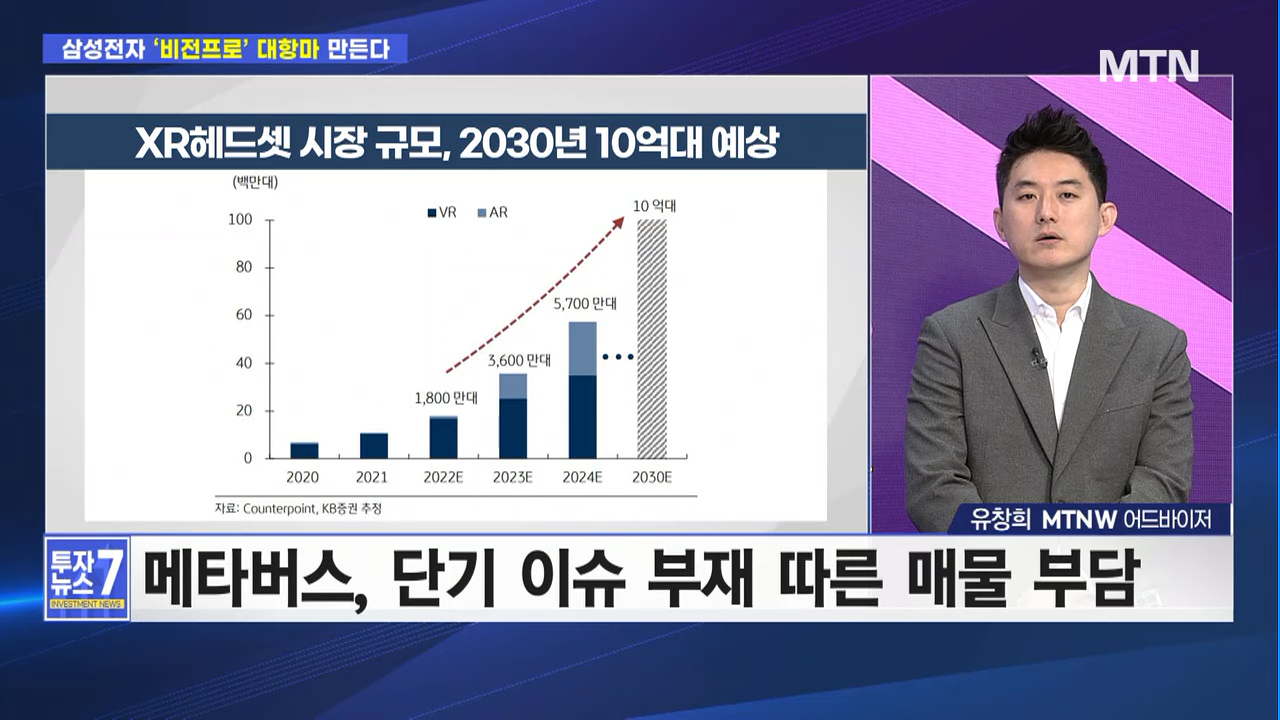 삼성전자 '비전프로' 대항마 만든다
MTN
XR헤드셋 시장 규모, 2030년 10억대 예상
(백만대)
VR AR
100
80
60
40
20
0
1,800 만대
3,600 만대
5,700 만대
10 억대
2020 2021 2022E 2023E 2024E 2030E
자료: Counterpoint, KB증권 추정
유창희 MTNW 어드바이저
투자
뉴스 7
INVESTMENT NEWS
메타버스, 단기 이슈 부재 따른 매물 부담